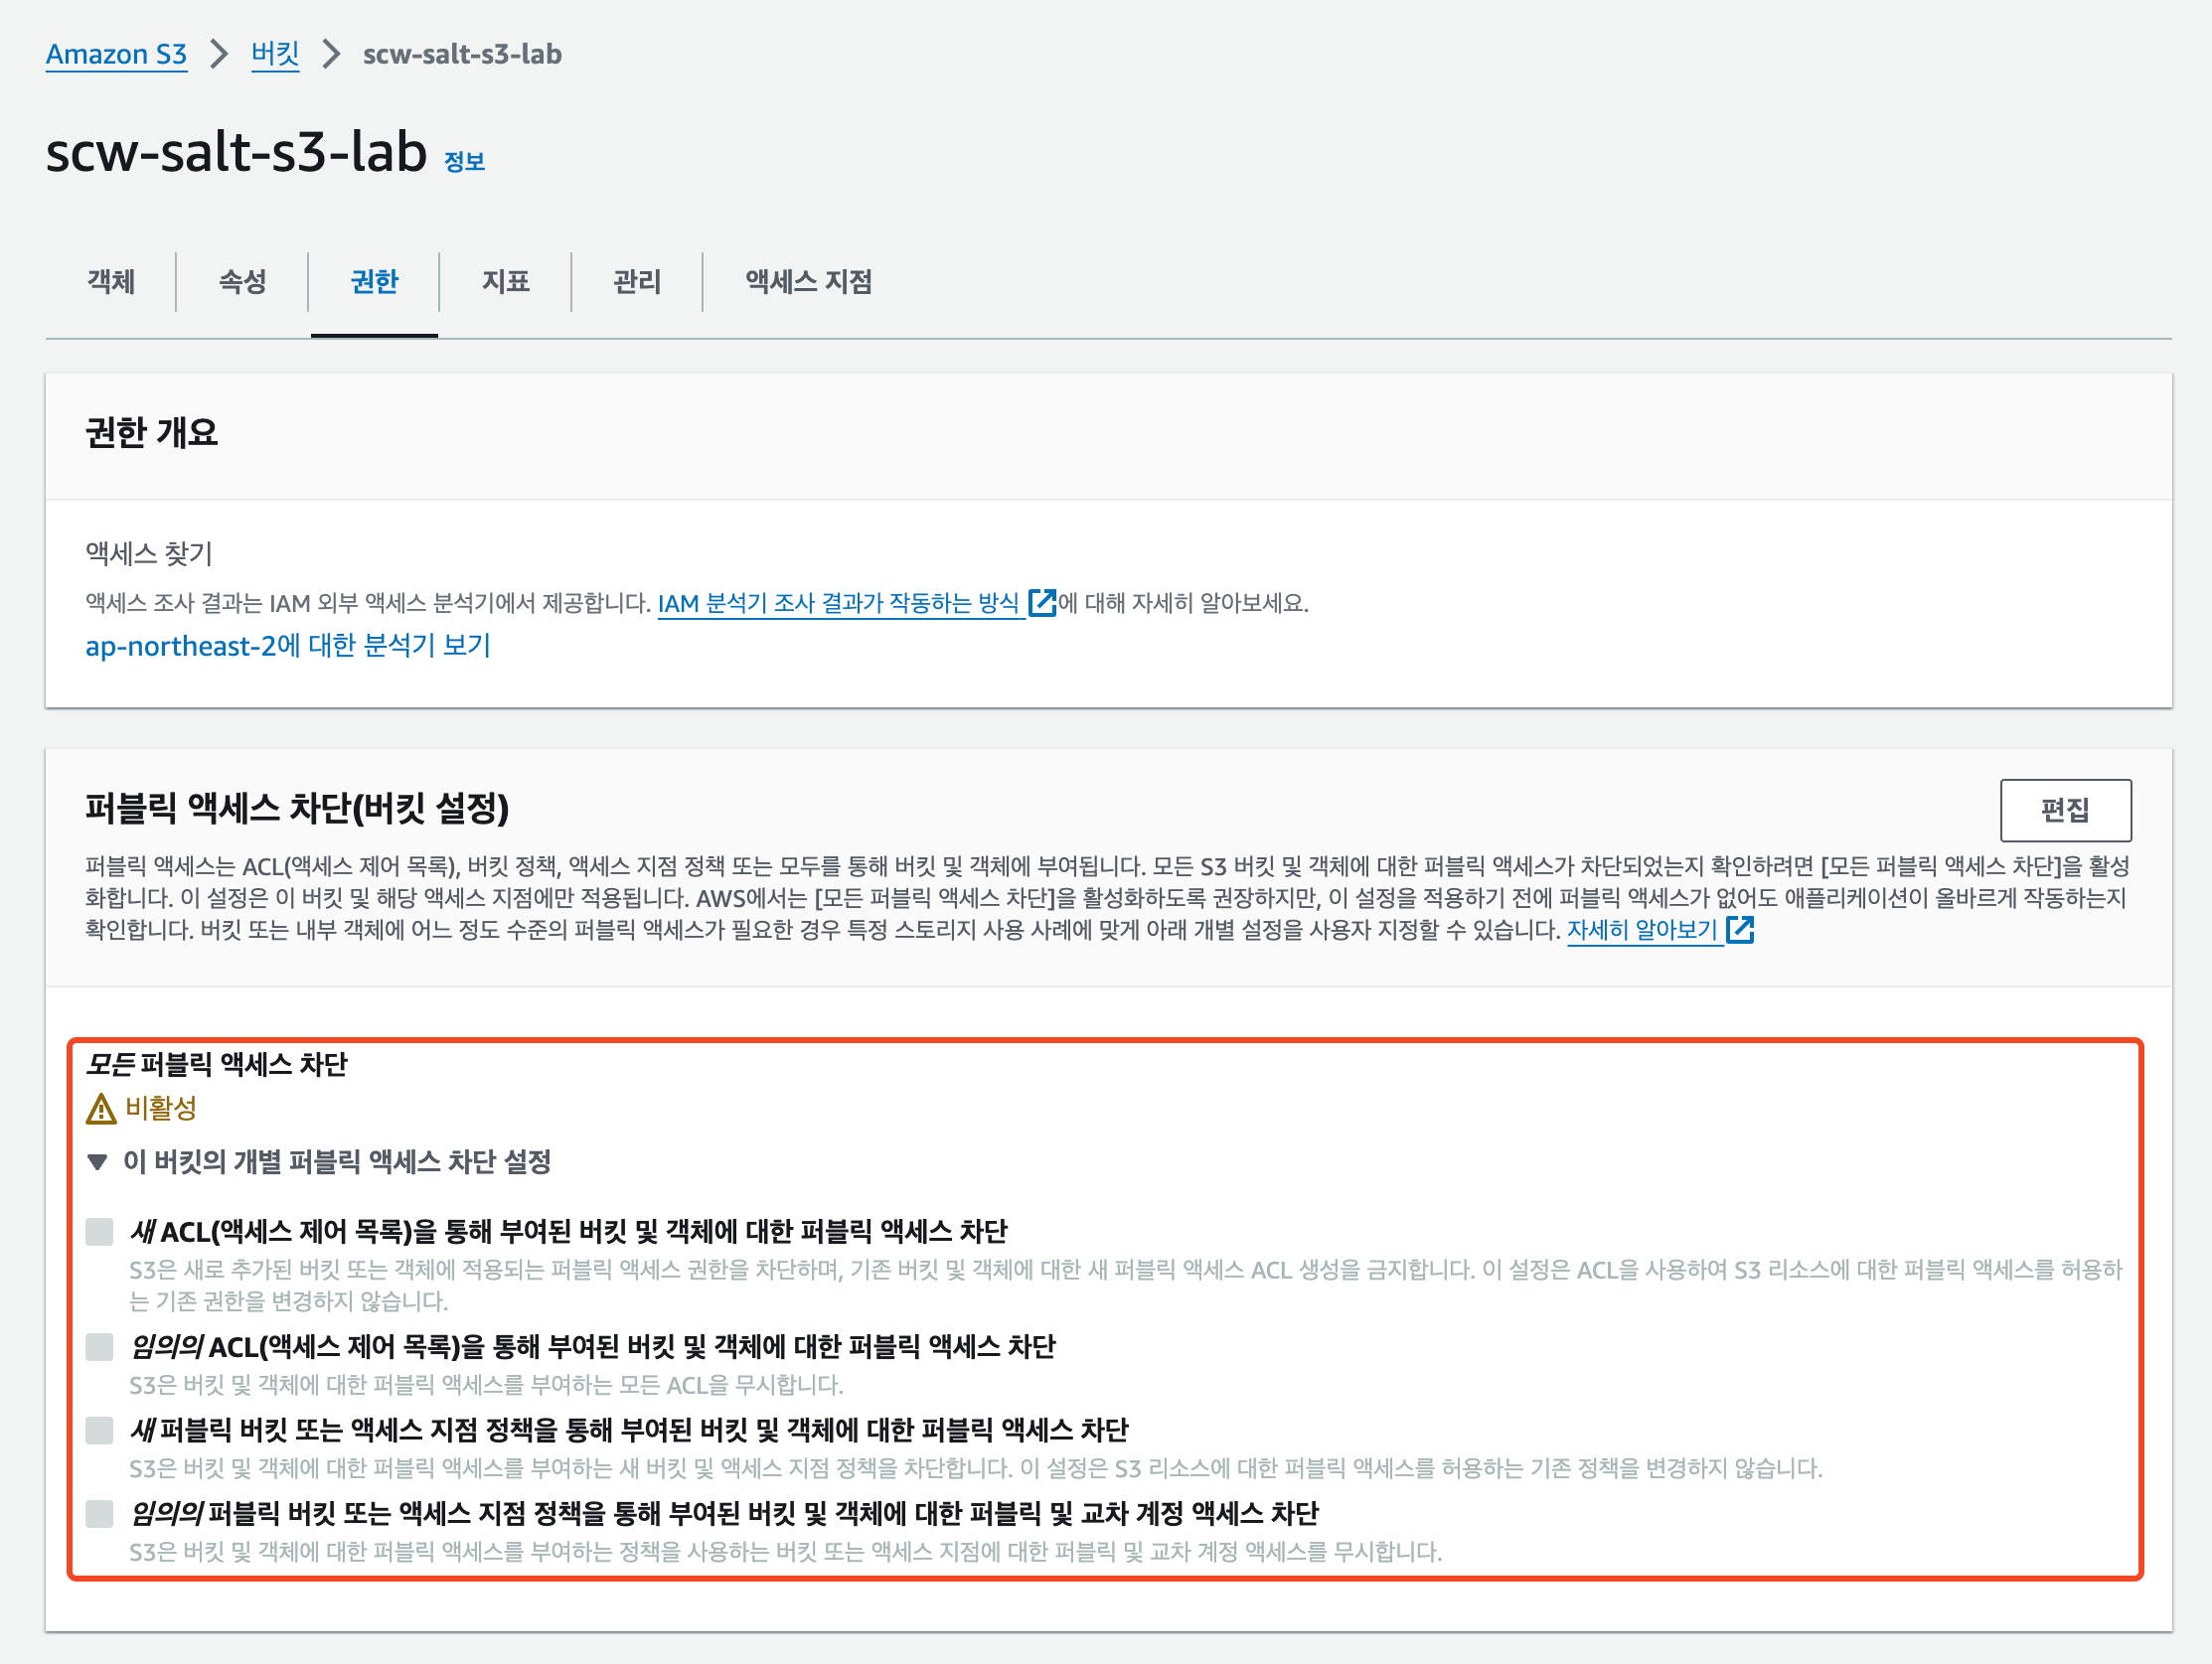 Amazon S3 > 버킷 > scw-salt-s3-lab
scw-salt-s3-lab 정보
객체 속성 권한 지표 관리 액세스 지점
권한 개요
액세스 찾기
액세스 조사 결과는 IAM 외부 액세스 분석기에서 제공합니다. IAM 분석기 조사 결과가 작동하는 방식 에 대해 자세히 알아보세요.
ap-northeast-2에 대한 분석기 보기
퍼블릭 액세스 차단(버킷 설정)
편집
퍼블릭 액세스는 ACL(액세스 제어 목록), 버킷 정책, 액세스 지점 정책 또는 모두를 통해 버킷 및 객체에 부여됩니다. 모든 S3 버킷 및 객체에 대한 퍼블릭 액세스가 차단되었는지 확인하려면 [모든 퍼블릭 액세스 차단]을 활성
화합니다. 이 설정은 이 버킷 및 해당 액세스 지점에만 적용됩니다. AWS에서는 [모든 퍼블릭 액세스 차단]을 활성화하도록 권장하지만, 이 설정을 적용하기 전에 퍼블릭 액세스가 없어도 애플리케이션이 올바르게 작동하는지
확인합니다. 버킷 또는 내부 객체에 어느 정도 수준의 퍼블릭 액세스가 필요한 경우 특정 스토리지 사용 사례에 맞게 아래 개별 설정을 사용자 지정할 수 있습니다. 자세히 알아보기
모든 퍼블릭 액세스 차단
비활성
이 버킷의 개별 퍼블릭 액세스 차단 설정
새 ACL(액세스 제어 목록)을 통해 부여된 버킷 및 객체에 대한 퍼블릭 액세스 차단
S3은 새로 추가된 버킷 또는 객체에 적용되는 퍼블릭 액세스 권한을 차단하며, 기존 버킷 및 객체에 대한 새 퍼블릭 액세스 ACL 생성을 금지합니다. 이 설정은 ACL을 사용하여 S3 리소스에 대한 퍼블릭 액세스를 허용하
는 기존 권한을 변경하지 않습니다.
임의의 ACL(액세스 제어 목록)을 통해 부여된 버킷 및 객체에 대한 퍼블릭 액세스 차단
S3은 버킷 및 객체에 대한 퍼블릭 액세스를 부여하는 모든 ACL을 무시합니다.
새 퍼블릭 버킷 또는 액세스 지점 정책을 통해 부여된 버킷 및 객체에 대한 퍼블릭 액세스 차단
S3은 버킷 및 객체에 대한 퍼블릭 액세스를 부여하는 새 버킷 및 액세스 지점 정책을 차단합니다. 이 설정은 S3 리소스에 대한 퍼블릭 액세스를 허용하는 기존 정책을 변경하지 않습니다.
임의의 퍼블릭 버킷 또는 액세스 지점 정책을 통해 부여된 버킷 및 객체에 대한 퍼블릭 및 교차 계정 액세스 차단
S3은 버킷 및 객체에 대한 퍼블릭 액세스를 부여하는 정책을 사용하는 버킷 또는 액세스 지점에 대한 퍼블릭 및 교차 계정 액세스를 무시합니다.